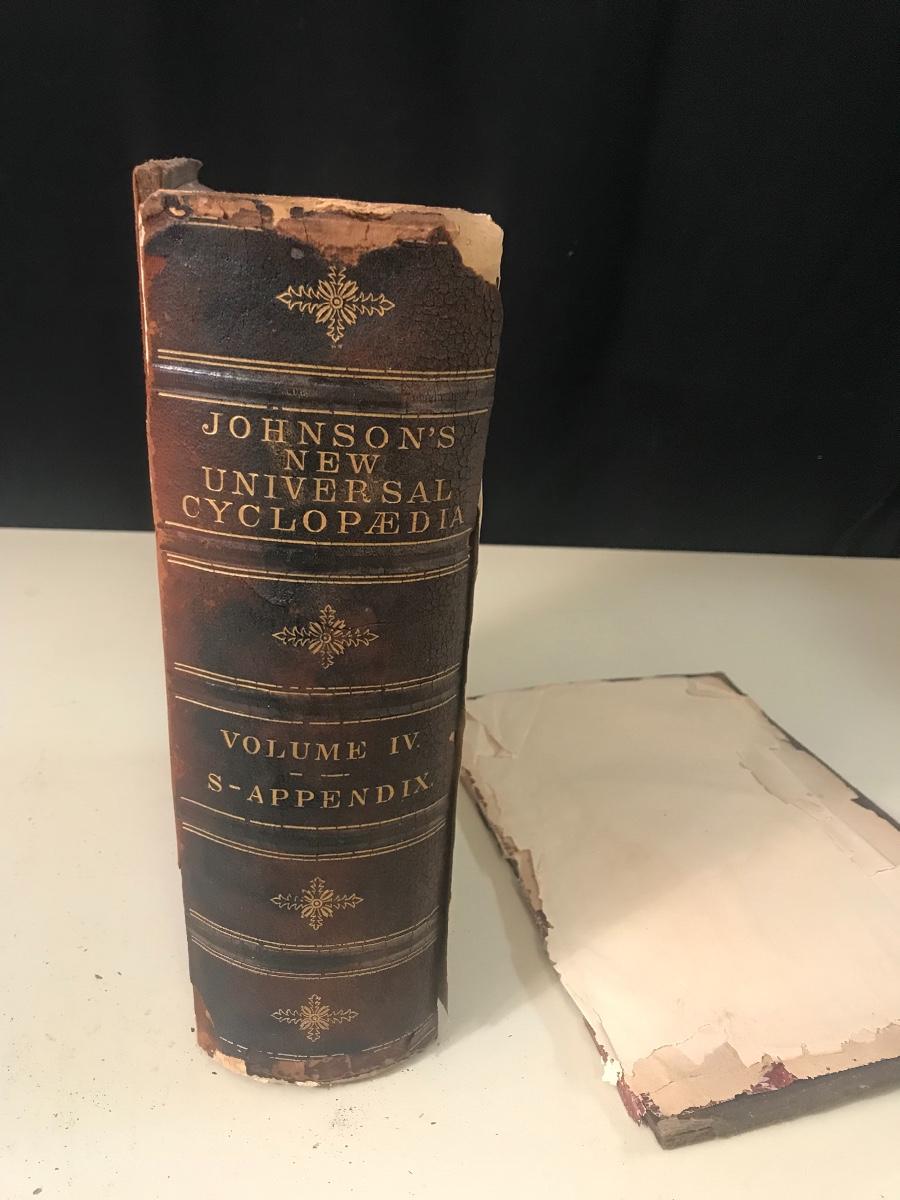 JOHNSON'S
NEW
UNIVERSAL
CYCLOPÆDIA
VOLUME IV.
S-APPENDIX.